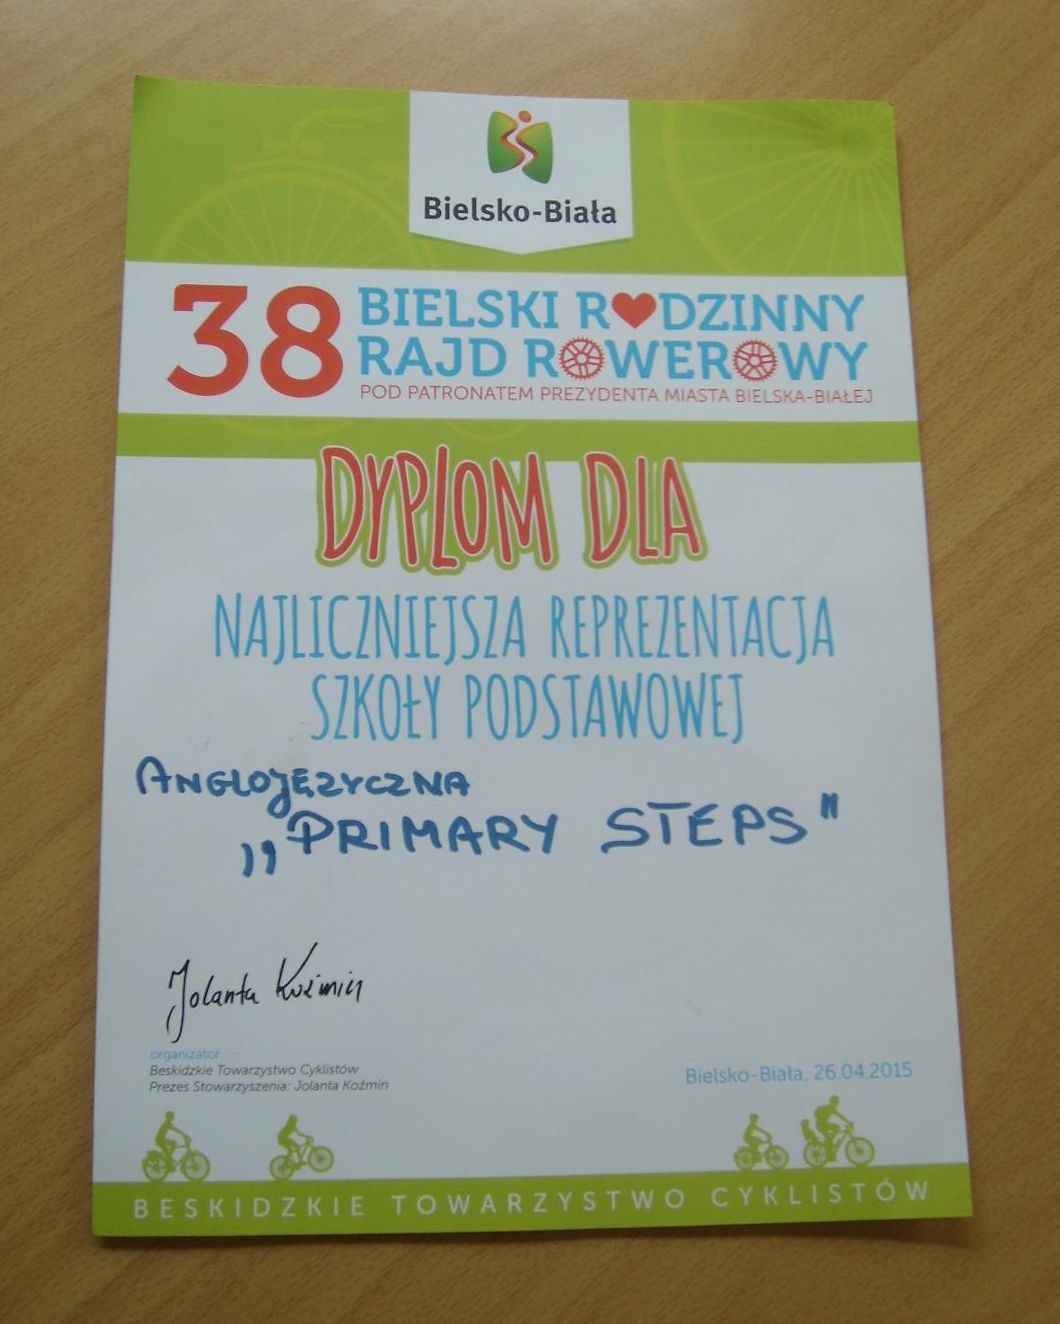 Bielsko-Biała
38 BIELSKI RODZINNY
RAJD ROWEROWY
POD PATRONATEM PREZYDENTA MIASTA BIELSKA-BIAŁEJ
DYPLOM DLA
NAJLICZNIEJSZA REPREZENTACJA
SZKOŁY PODSTAWOWEJ
ANGLOJĘZYCZNA
„PRIMARY STEPS"
Jolanta Koźmin
organizator
Beskidzkie Towarzystwo Cyklistów
Prezes Stowarzyszenia: Jolanta Koźmin
Bielsko-Biała, 26.04.2015
BESKIDZKIE TOWARZYSTWO CYKLISTÓW